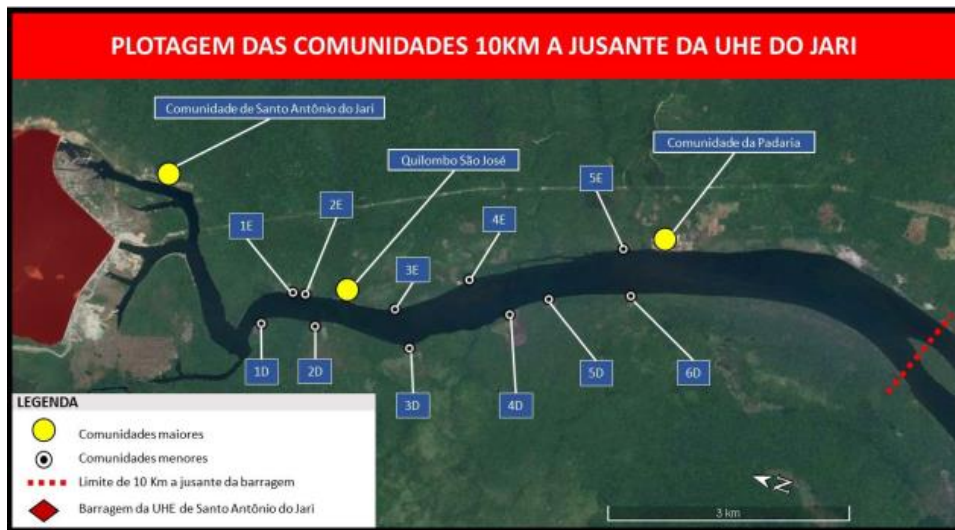 PLOTAGEM DAS COMUNIDADES 10KM A JUSANTE DA UHE DO JARI
Comunidade de Santo Antônio do Jari
Quilombo São José
Comunidade da Padaria
1E
2E
3E
4E
5E
1D
2D
3D
4D
5D
6D
LEGENDA
Comunidades maiores
Comunidades menores
Limite de 10 Km a jusante da barragem
Barragem da UHE de Santo Antônio do Jari
N
3 km